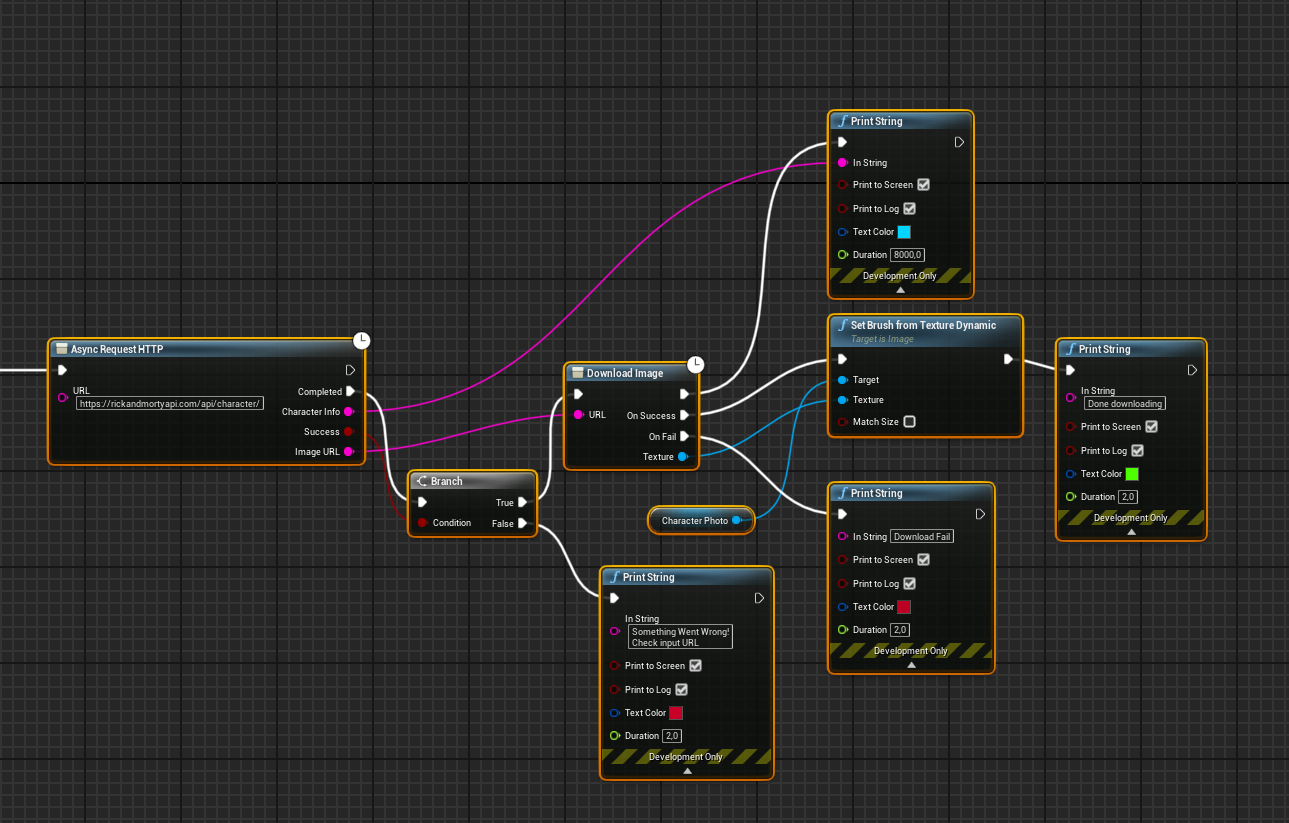 Print String
In String
Print to Screen
Print to Log
Text Color
Duration 8000,0
Development Only
Async Request HTTP
URL
https://rickandmortyapi.com/api/character/
Completed
Character Info
Success
Image URL
Branch
True
Condition
False
Download Image
URL
On Success
On Fail
Texture
Set Brush from Texture Dynamic
Target is Image
Target
Texture
Match Size
Print String
In String
Done downloading
Print to Screen
Print to Log
Text Color
Duration 2,0
Development Only
Character Photo
Print String
In String Download Fail
Print to Screen
Print to Log
Text Color
Duration 2,0
Development Only
Print String
In String
Something Went Wrong!
Check input URL
Print to Screen
Print to Log
Text Color
Duration 2,0
Development Only